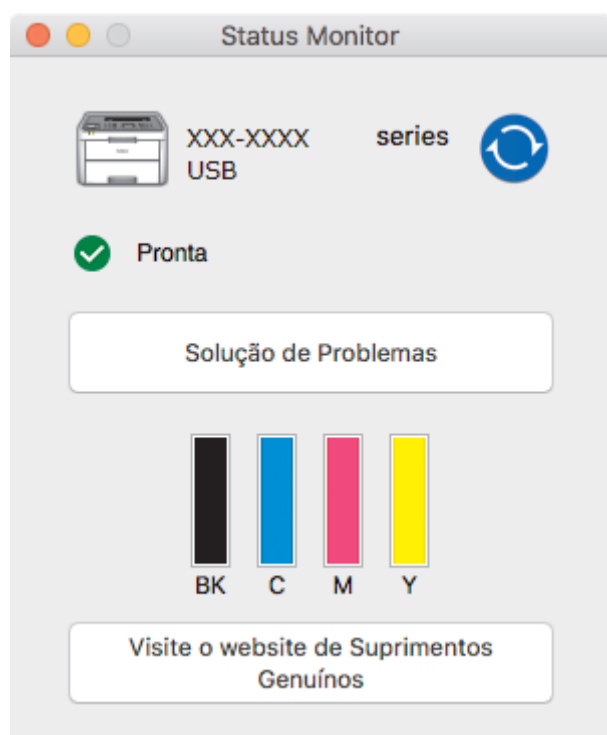 Status Monitor
XXX-XXXX series
USB
Pronta
Solução de Problemas
BK C M Y
Visite o website de Suprimentos
Genuínos